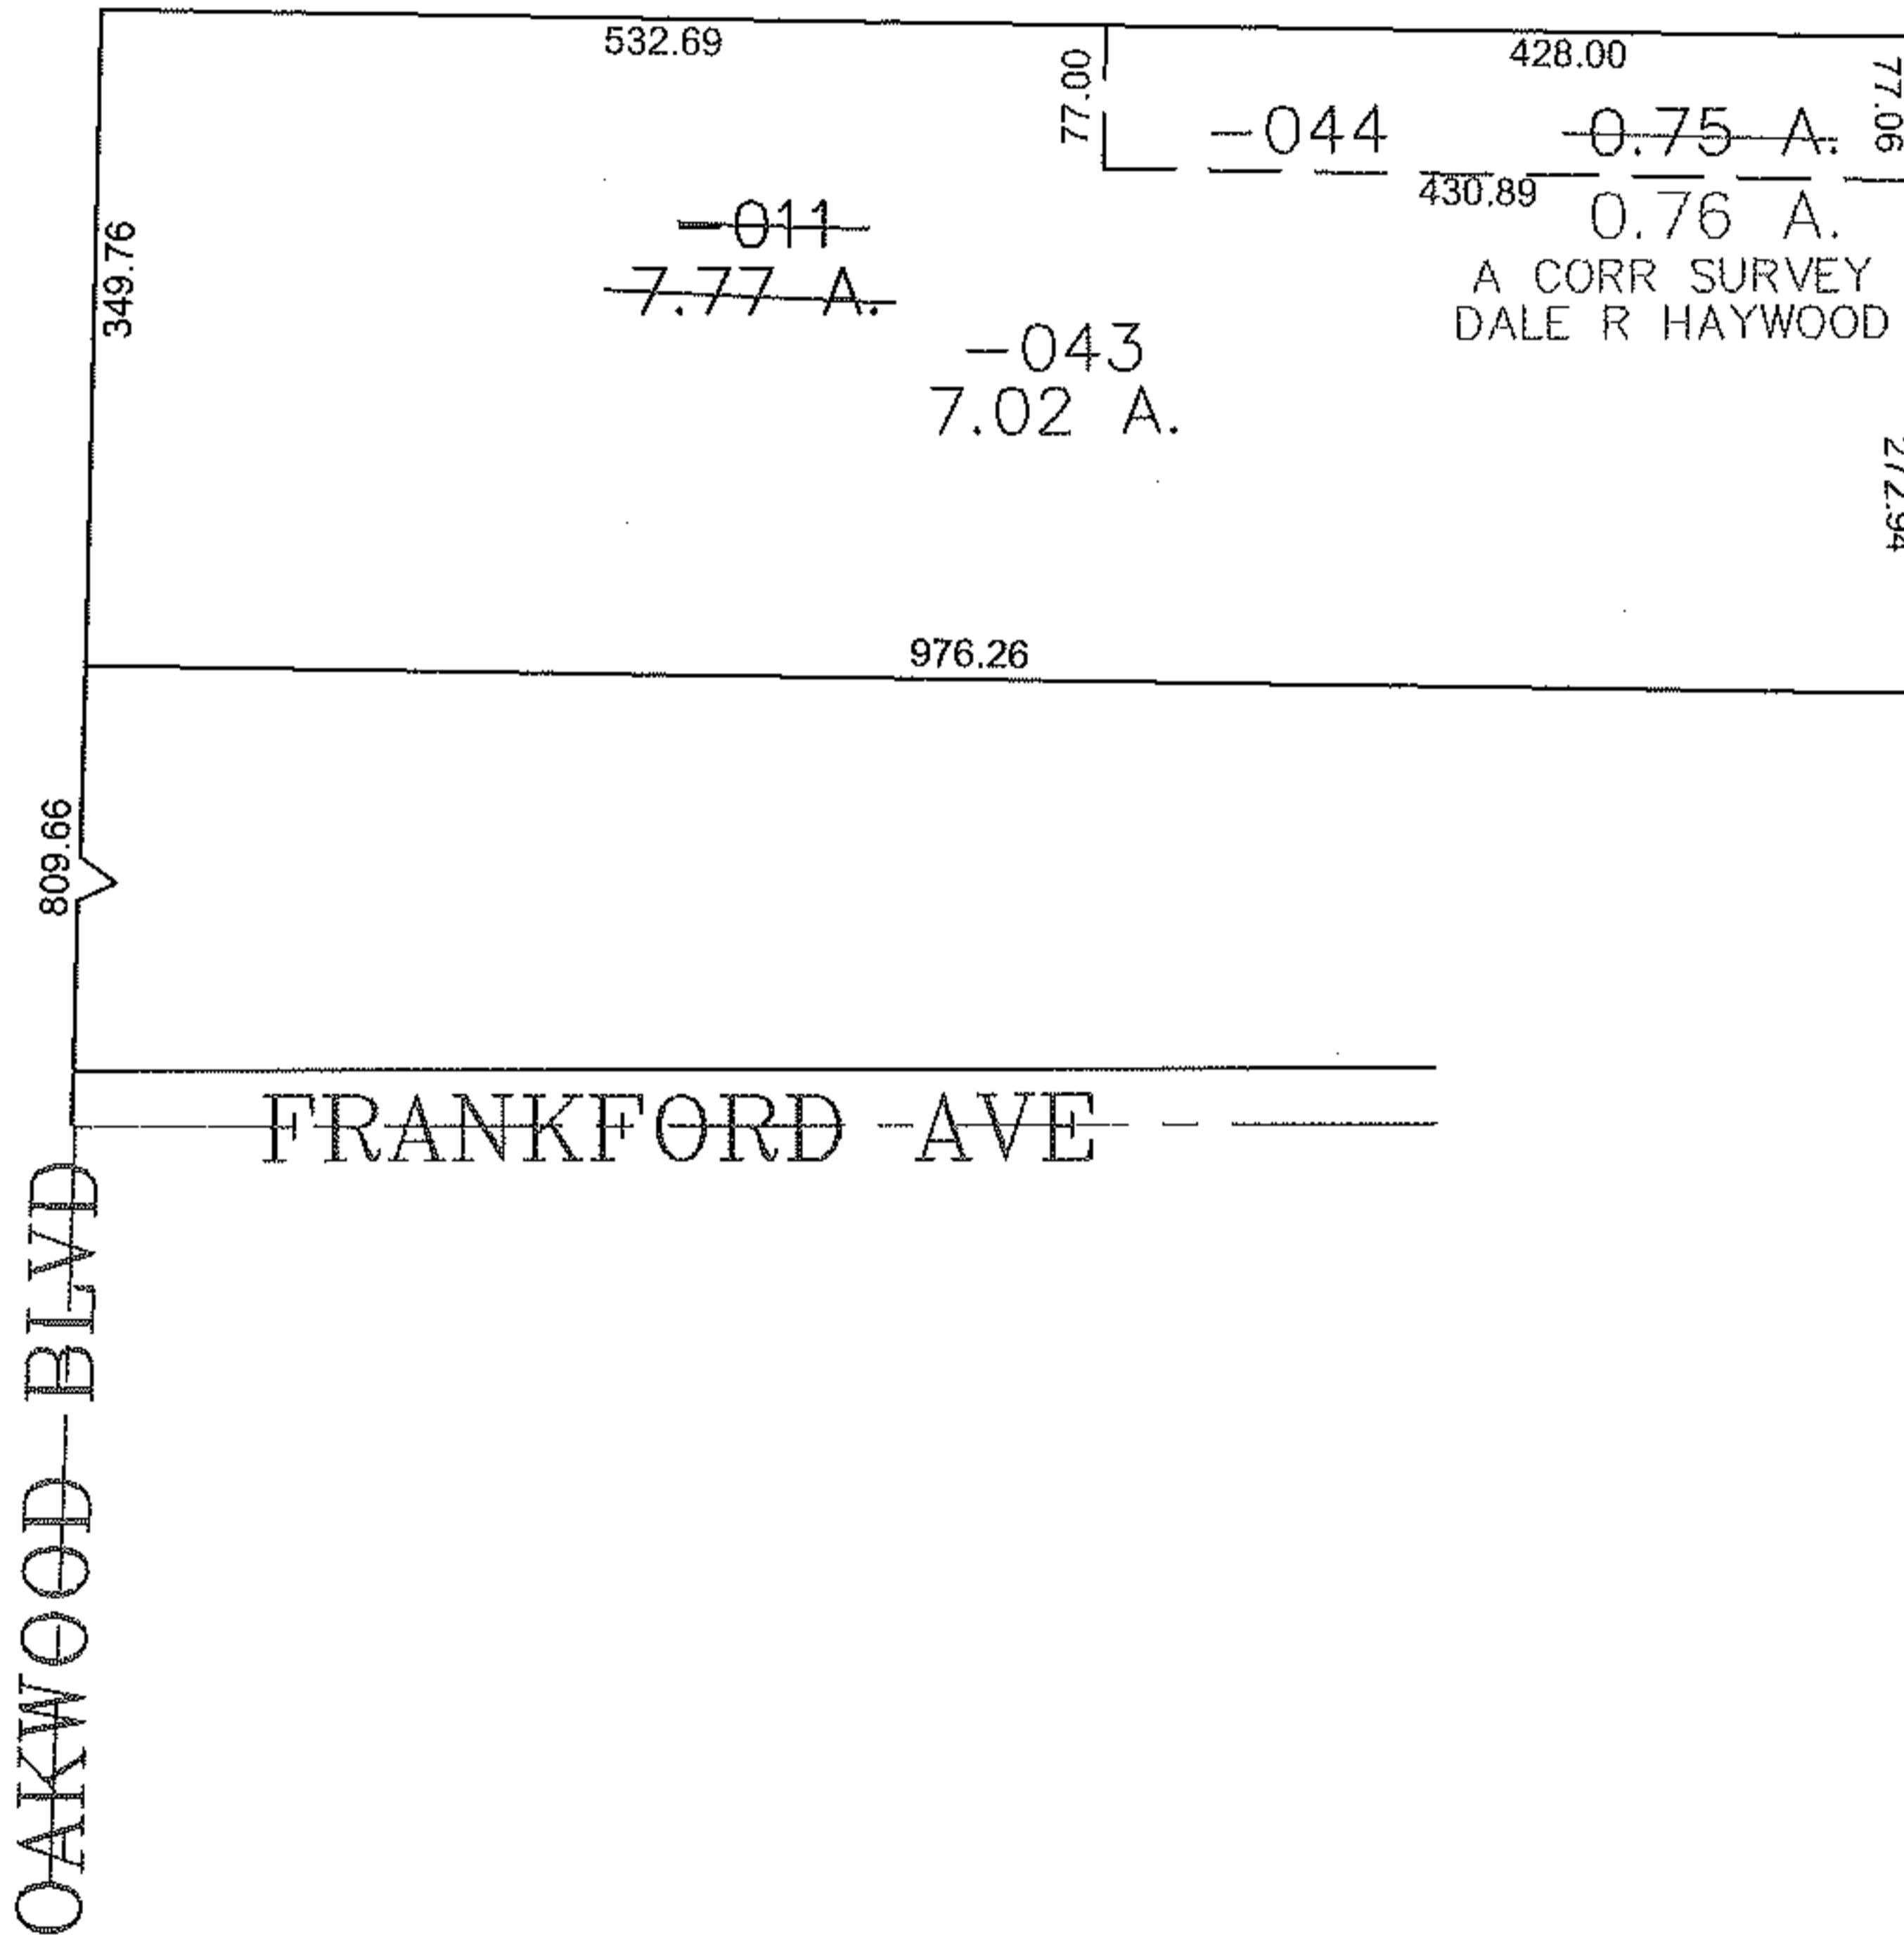 532.69
428.00
77.00
77.06
-044
0.75 A.
430.89
0.76 A.
A CORR SURVEY
DALE R HAYWOOD
-011
7.77 A.
349.76
-043
7.02 A.
272.94
976.26
809.66
FRANKFORD AVE
OAKWOOD BLVD